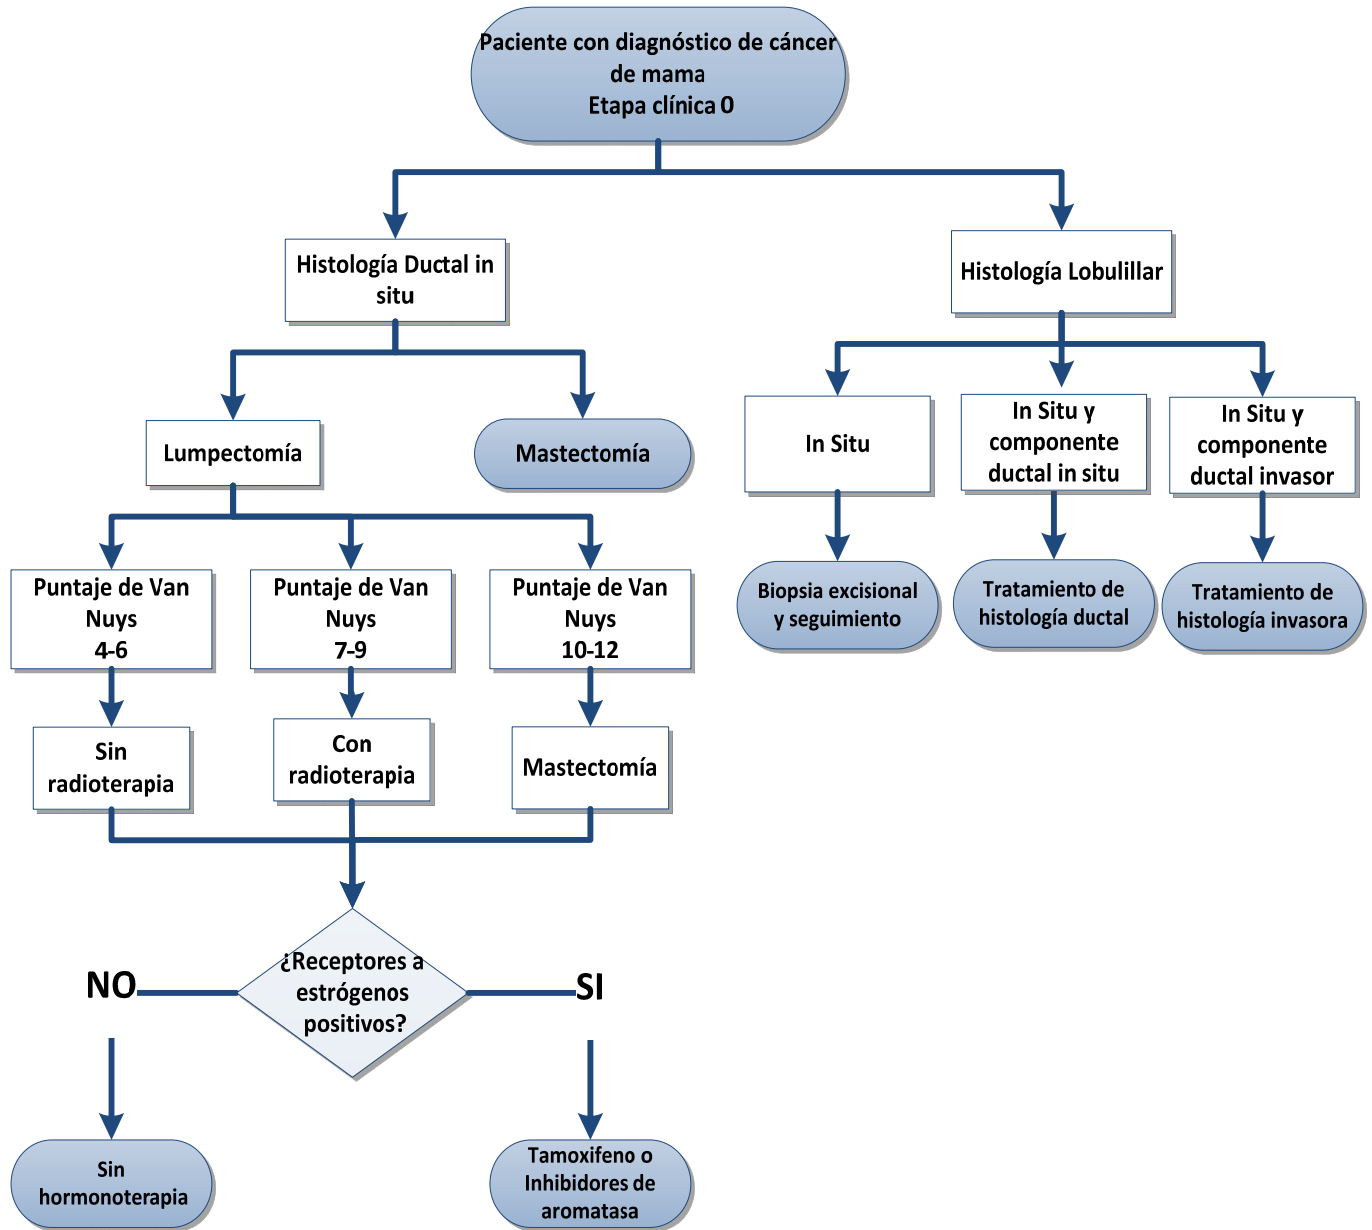 Paciente con diagnóstico de cáncer
de mama
Etapa clínica 0
Histología Ductal in
situ
Histología Lobulillar
Lumpectomía
Mastectomía
In Situ
In Situ y
componente
ductal in situ
In Situ y
componente
ductal invasor
Puntaje de Van
Nuys
4-6
Puntaje de Van
Nuys
7-9
Puntaje de Van
Nuys
10-12
Biopsia excisional
y seguimiento
Tratamiento de
histología ductal
Tratamiento de
histología invasora
Sin
radioterapia
Con
radioterapia
Mastectomía
¿Receptores a
estrógenos
positivos?
NO
SI
Sin
hormonoterapia
Tamoxifeno o
Inhibidores de
aromatasa